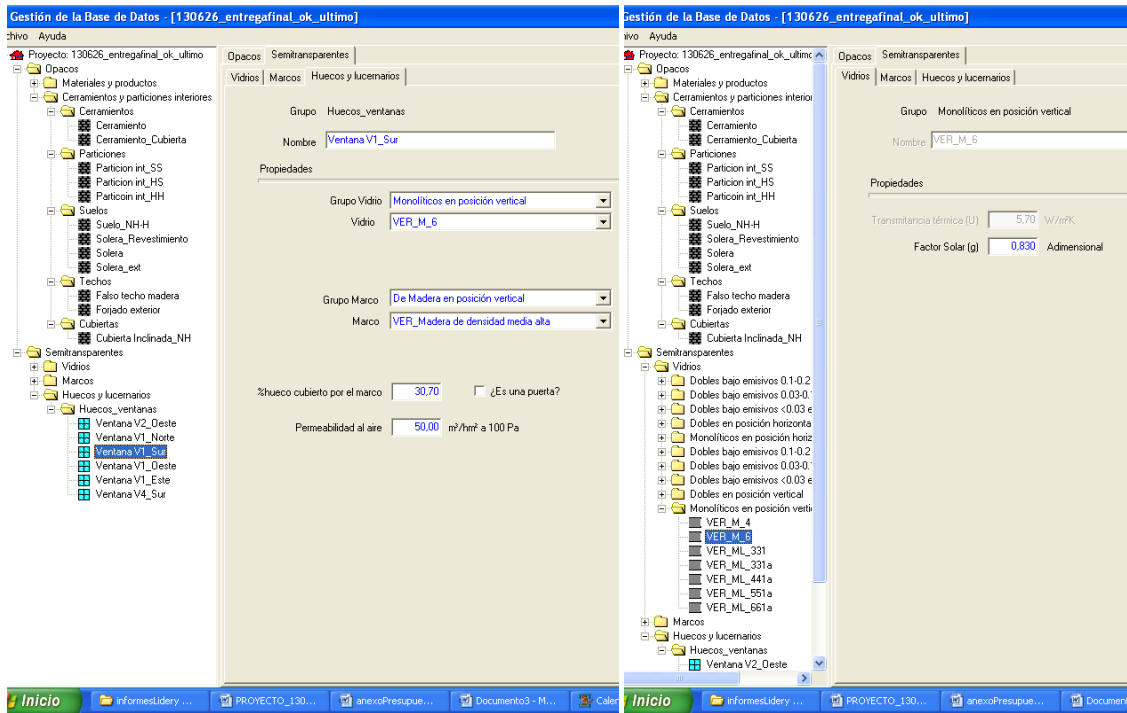 Gestión de la Base de Datos - [130626_entregafinal_ok_ultimo]
chivo Ayuda
Proyecto: 130626_entregafinal_ok_ultimo
Opacos
Materiales y productos
Cerramientos y particiones interiores
Cerramientos
Cerramiento
Cerramiento_Cubierta
Particiones
Particion int_SS
Particion int_HS
Particoin int_HH
Suelos
Suelo_NH-H
Solera_Revestimiento
Solera
Solera_ext
Techos
Falso techo madera
Forjado exterior
Cubiertas
Cubierta Inclinada_NH
Semitransparentes
Vidrios
Marcos
Huecos y lucernarios
Huecos_ventanas
Ventana V2_Oeste
Ventana V1_Norte
Ventana V1_Sur
Ventana V1_Oeste
Ventana V1_Este
Ventana V4_Sur
Opacos Semitransparentes
Vidrios Marcos Huecos y lucernarios
Grupo Huecos_ventanas
Nombre Ventana V1_Sur
Propiedades
Grupo Vidrio Monolíticos en posición vertical
Vidrio VER_M_6
Grupo Marco De Madera en posición vertical
Marco VER_Madera de densidad media alta
%hueco cubierto por el marco 30,70 ¿Es una puerta?
Permeabilidad al aire 50,00 m³/hm² a 100 Pa
Inicio informesLidery ... PROYECTO_130... anexoPresupue... Documento3 - M... Caler
Gestión de la Base de Datos - [130626_entregafinal_ok_ultimo]
ivo Ayuda
Proyecto: 130626_entregafinal_ok_ultimo
Opacos
Materiales y productos
Cerramientos y particiones interior
Cerramientos
Cerramiento
Cerramiento_Cubierta
Particiones
Particion int_SS
Particion int_HS
Particoin int_HH
Suelos
Suelo_NH-H
Solera_Revestimiento
Solera
Solera_ext
Techos
Falso techo madera
Forjado exterior
Cubiertas
Cubierta Inclinada_NH
Semitransparentes
Vidrios
Dobles bajo emisivos 0.1-0.2
Dobles bajo emisivos 0.03-0.
Dobles bajo emisivos <0.03 e
Dobles en posición horizonta
Monolíticos en posición horiz
Dobles bajo emisivos 0.1-0.2
Dobles bajo emisivos 0.03-0.
Dobles bajo emisivos <0.03 e
Dobles en posición vertical
Monolíticos en posición verti
VER_M_4
VER_M_6
VER_ML_331
VER_ML_331a
VER_ML_441a
VER_ML_551a
VER_ML_661a
Marcos
Huecos y lucernarios
Huecos_ventanas
Ventana V2_Oeste
Opacos Semitransparentes
Vidrios Marcos Huecos y lucernarios
Grupo Monolíticos en posición vertical
Nombre VER_M_6
Propiedades
Transmitancia térmica (U) 5,70 W/m²K
Factor Solar (g) 0,830 Adimensional
Inicio informesLidery ... PROYECTO_130... anexoPresupue... Document